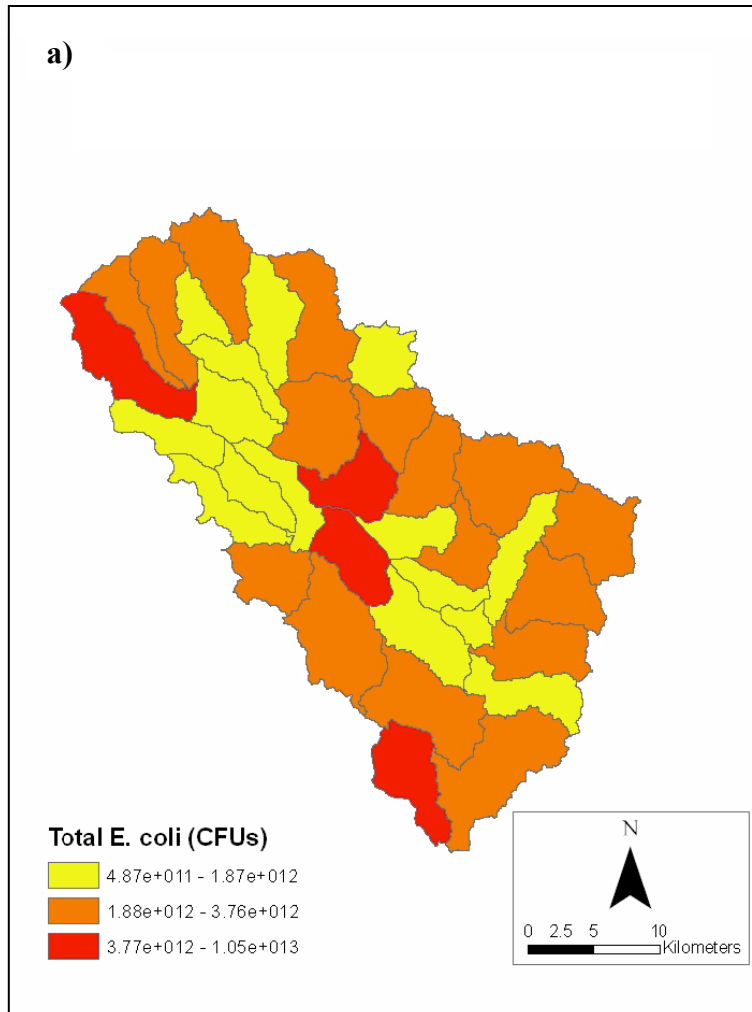 a)
Total E. coli (CFUs)
4.87e+011 - 1.87e+012
1.88e+012 - 3.76e+012
3.77e+012 - 1.05e+013
N
0 2.5 5 10
Kilometers